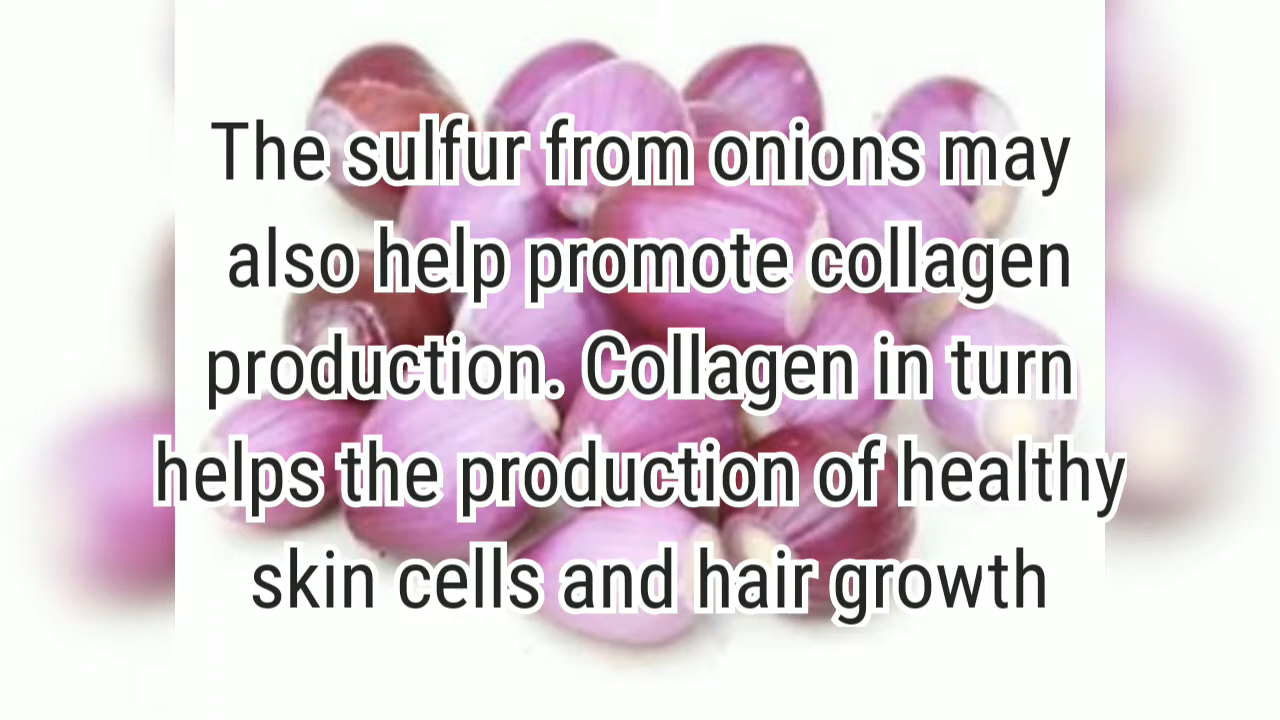 The sulfur from onions may
also help promote collagen
production. Collagen in turn
helps the production of healthy
skin cells and hair growth